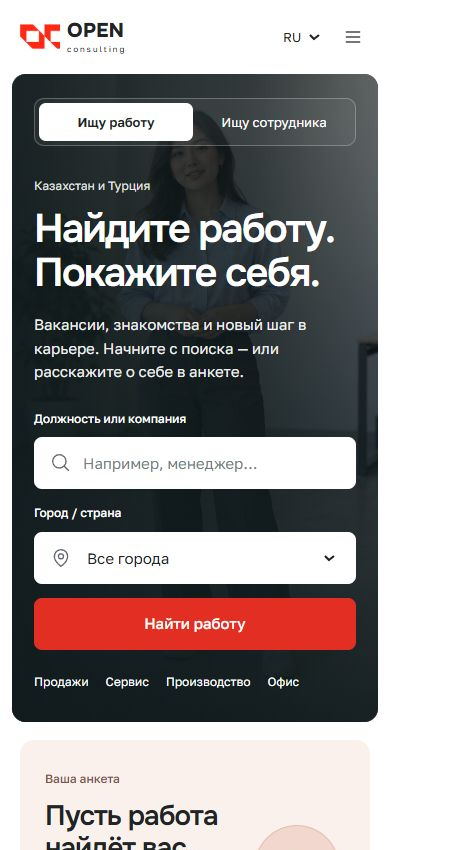 OPEN
consulting
RU
Ищу работу
Ищу сотрудника
Казахстан и Турция
Найдите работу.
Покажите себя.
Вакансии, знакомства и новый шаг в
карьере. Начните с поиска — или
расскажите о себе в анкете.
Должность или компания
Например, менеджер...
Город / страна
Все города
Найти работу
Продажи Сервис Производство Офис
Ваша анкета
Пусть работа
найдёт вас